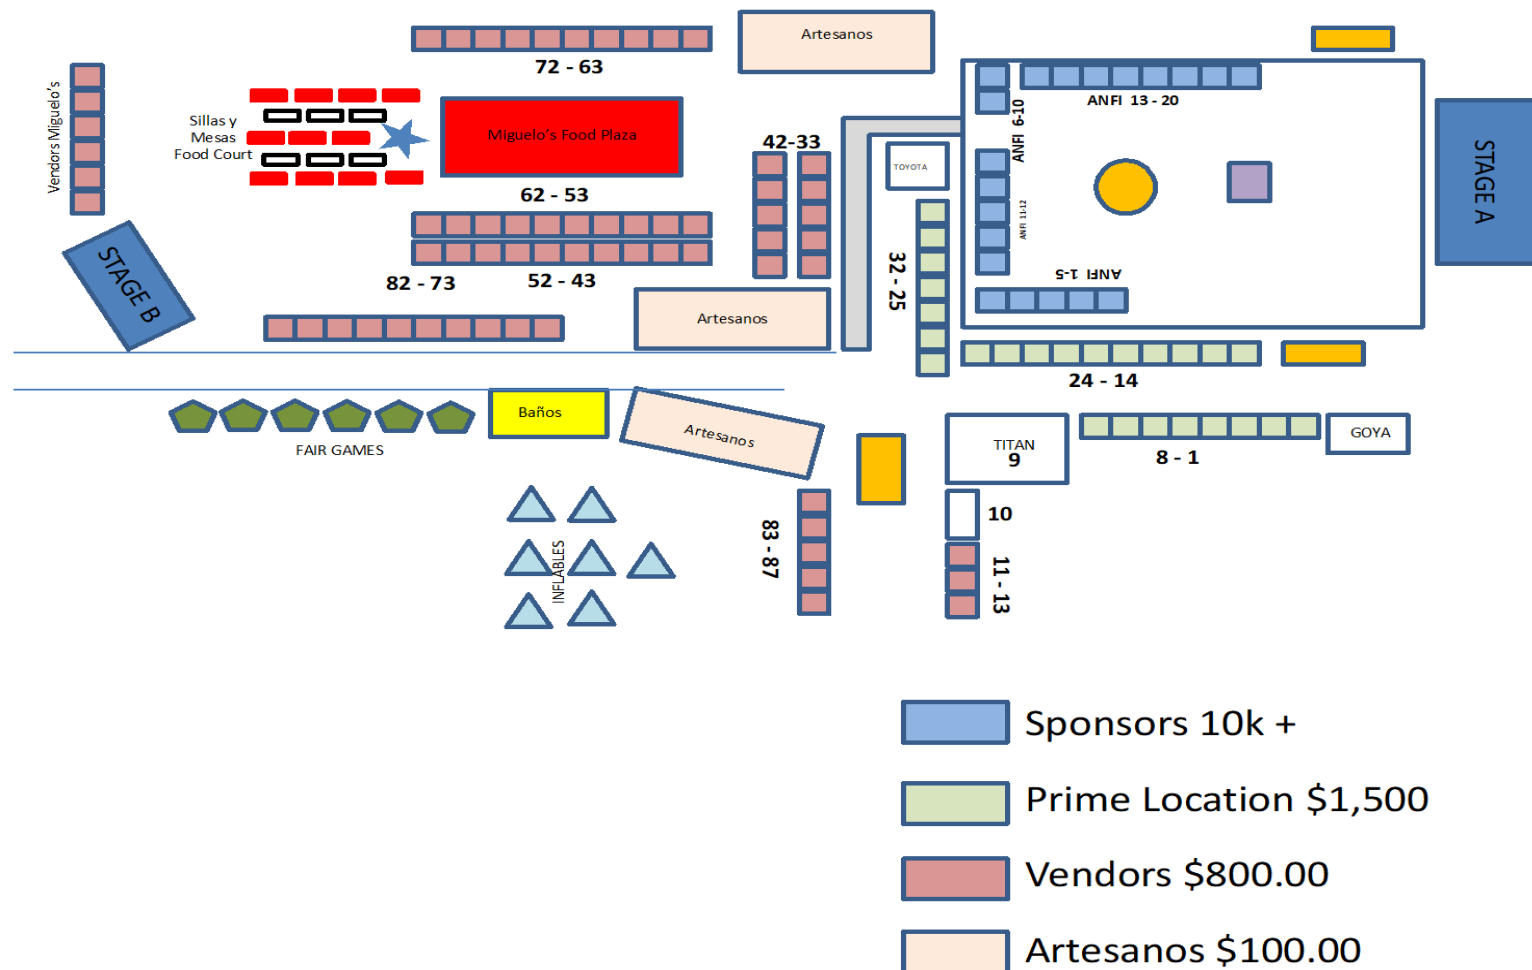 Artesanos
72 - 63
Vendors Miguelo's
Sillas y
Mesas
Food Court
Miguelo's Food Plaza
42-33
62 - 53
TOYOTA
ANFI 6-10
ANFI 13 - 20
ANFI 11-12
ANFI 1-5
STAGE A
STAGE B
82 - 73
52 - 43
32 - 25
Artesanos
24 - 14
FAIR GAMES
Baños
Artesanos
TITAN
9
8 - 1
GOYA
10
11 - 13
83 - 87
INFLABLES
Sponsors 10k +
Prime Location $1,500
Vendors $800.00
Artesanos $100.00